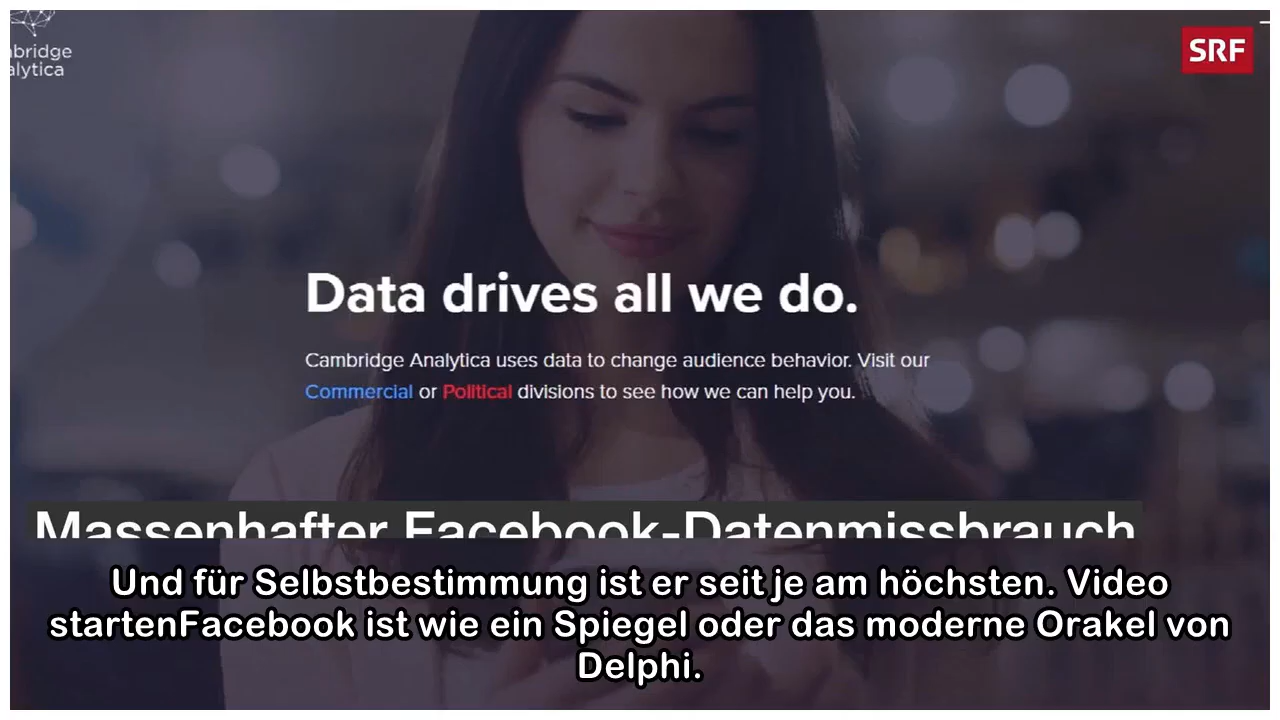 nbridge
alytica
SRF
Data drives all we do.
Cambridge Analytica uses data to change audience behavior. Visit our
Commercial or Political divisions to see how we can help you.
Massenhafter Facebook-Datenmissbrauch
Und für Selbstbestimmung ist er seit je am höchsten. Video
startenFacebook ist wie ein Spiegel oder das moderne Orakel von
Delphi.